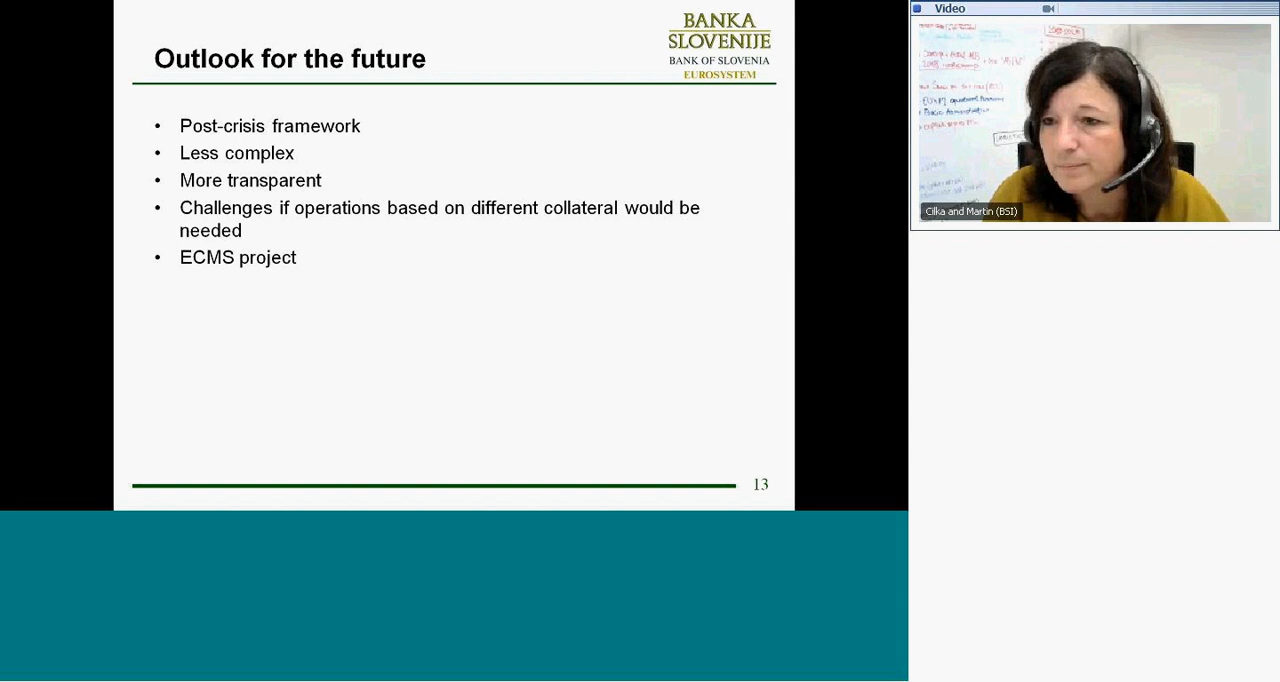 BANKA
SLOVENIJE
BANK OF SLOVENIA
EUROSYSTEM
Outlook for the future
• Post-crisis framework
• Less complex
• More transparent
• Challenges if operations based on different collateral would be
needed
• ECMS project
13
Video
Cilka and Martin (BSI)